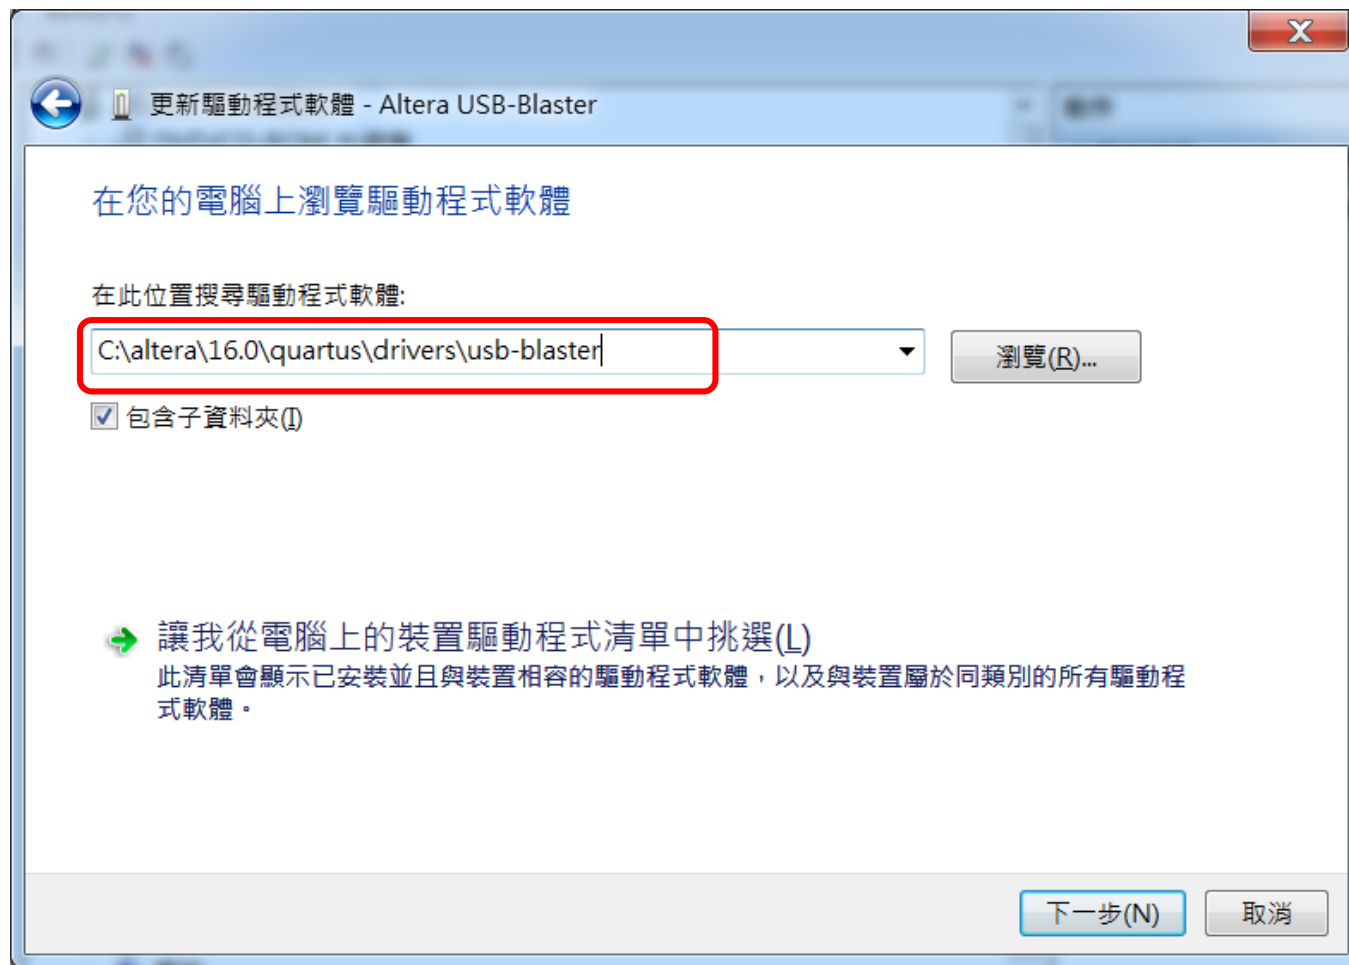 更新驅動程式軟體 - Altera USB-Blaster
在您的電腦上瀏覽驅動程式軟體
在此位置搜尋驅動程式軟體:
C:\altera\16.0\quartus\drivers\usb-blaster
瀏覽(R)...
包含子資料夾(I)
讓我從電腦上的裝置驅動程式清單中挑選(L)
此清單會顯示已安裝並且與裝置相容的驅動程式軟體，以及與裝置屬於同類別的所有驅動程
式軟體。
下一步(N)
取消